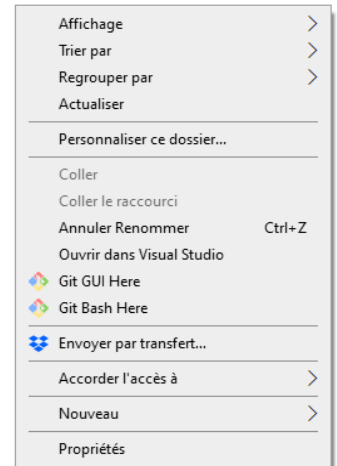 Affichage
Trier par
Regrouper par
Actualiser
Personnaliser ce dossier...
Coller
Coller le raccourci
Annuler Renommer Ctrl+Z
Ouvrir dans Visual Studio
Git GUI Here
Git Bash Here
Envoyer par transfert...
Accorder l'accès à
Nouveau
Propriétés